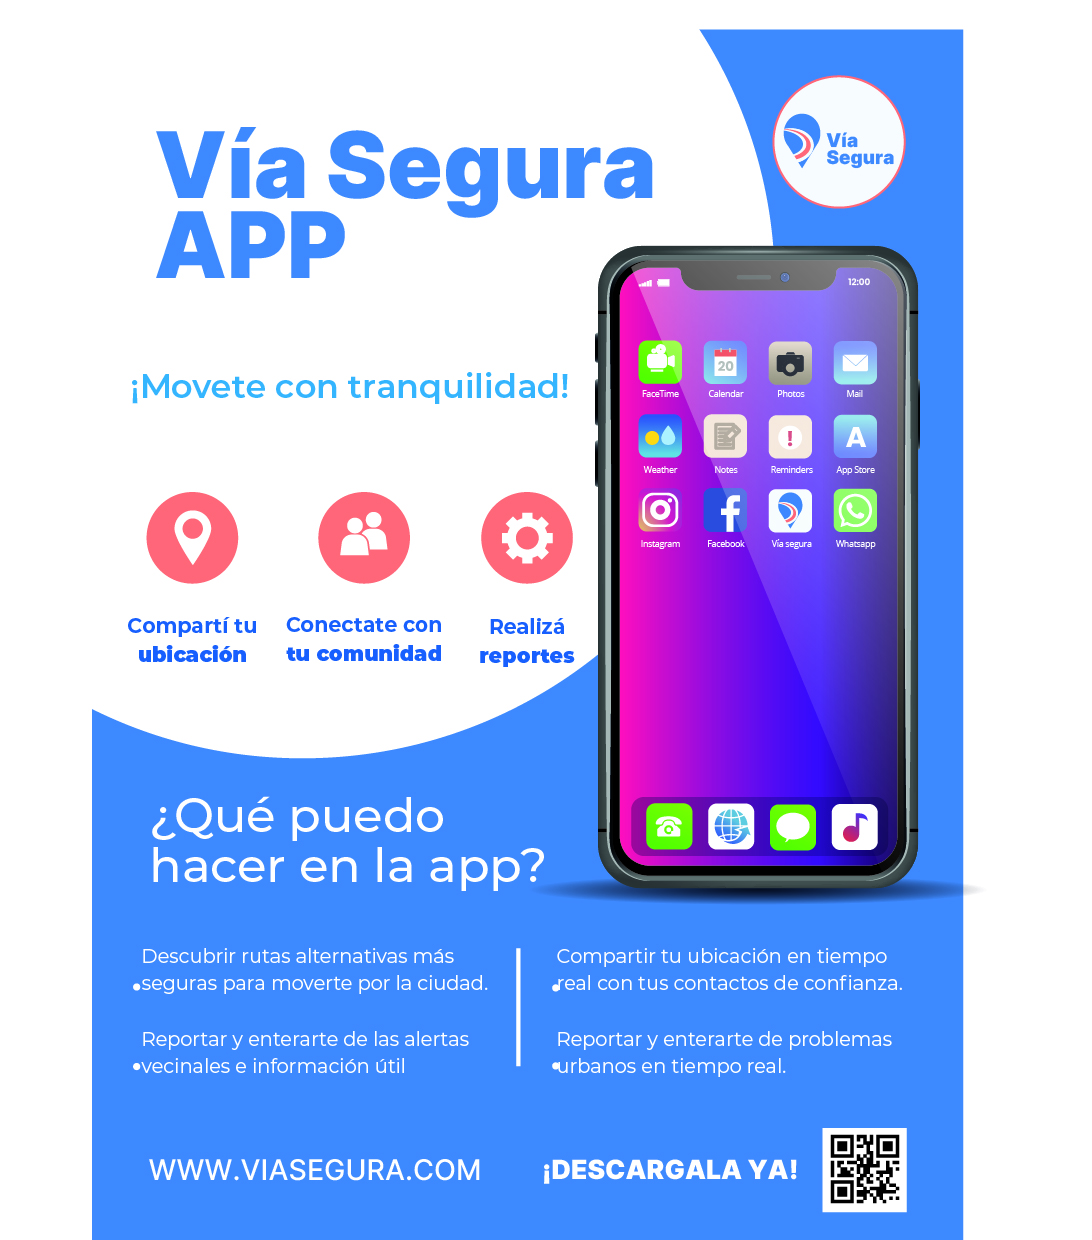 Vía Segura
APP
Vía
Segura
¡Movete con tranquilidad!
12:00
20
FaceTime
Calendar
Photos
Mail
Weather
Notes
Reminders
App Store
Instagram
Facebook
Vía segura
Whatsapp
Compartí tu
ubicación
Conectate con
tu comunidad
Realizá
reportes
¿Qué puedo
hacer en la app?
•Descubrir rutas alternativas más
seguras para moverte por la ciudad.
•Reportar y enterarte de las alertas
vecinales e información útil
•Compartir tu ubicación en tiempo
real con tus contactos de confianza.
•Reportar y enterarte de problemas
urbanos en tiempo real.
WWW.VIASEGURA.COM
¡DESCARGALA YA!